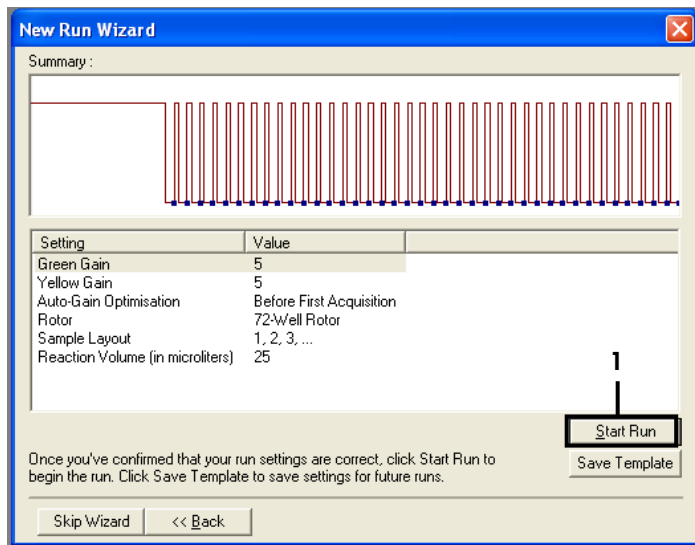 New Run Wizard
Summary :
Setting Value
Green Gain 5
Yellow Gain 5
Auto-Gain Optimisation Before First Acquisition
Rotor 72-Well Rotor
Sample Layout 1, 2, 3, ...
Reaction Volume (in microliters) 25
1
Start Run
Once you've confirmed that your run settings are correct, click Start Run to
begin the run. Click Save Template to save settings for future runs.
Save Template
Skip Wizard << Back